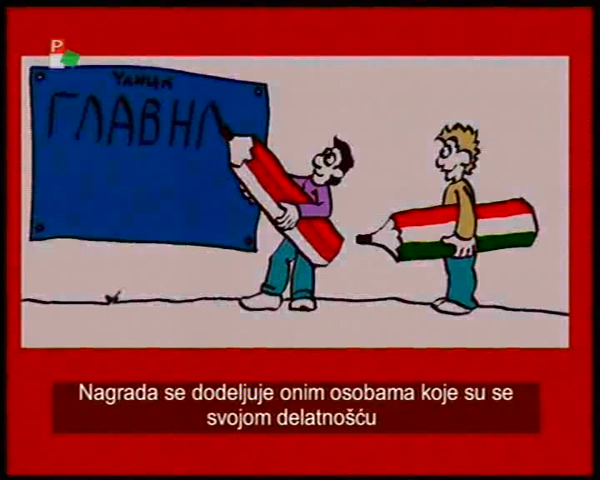 P
Улица
ГЛАВНА
Nagrada se dodeljuje onim osobama koje su se
svojom delatnošću